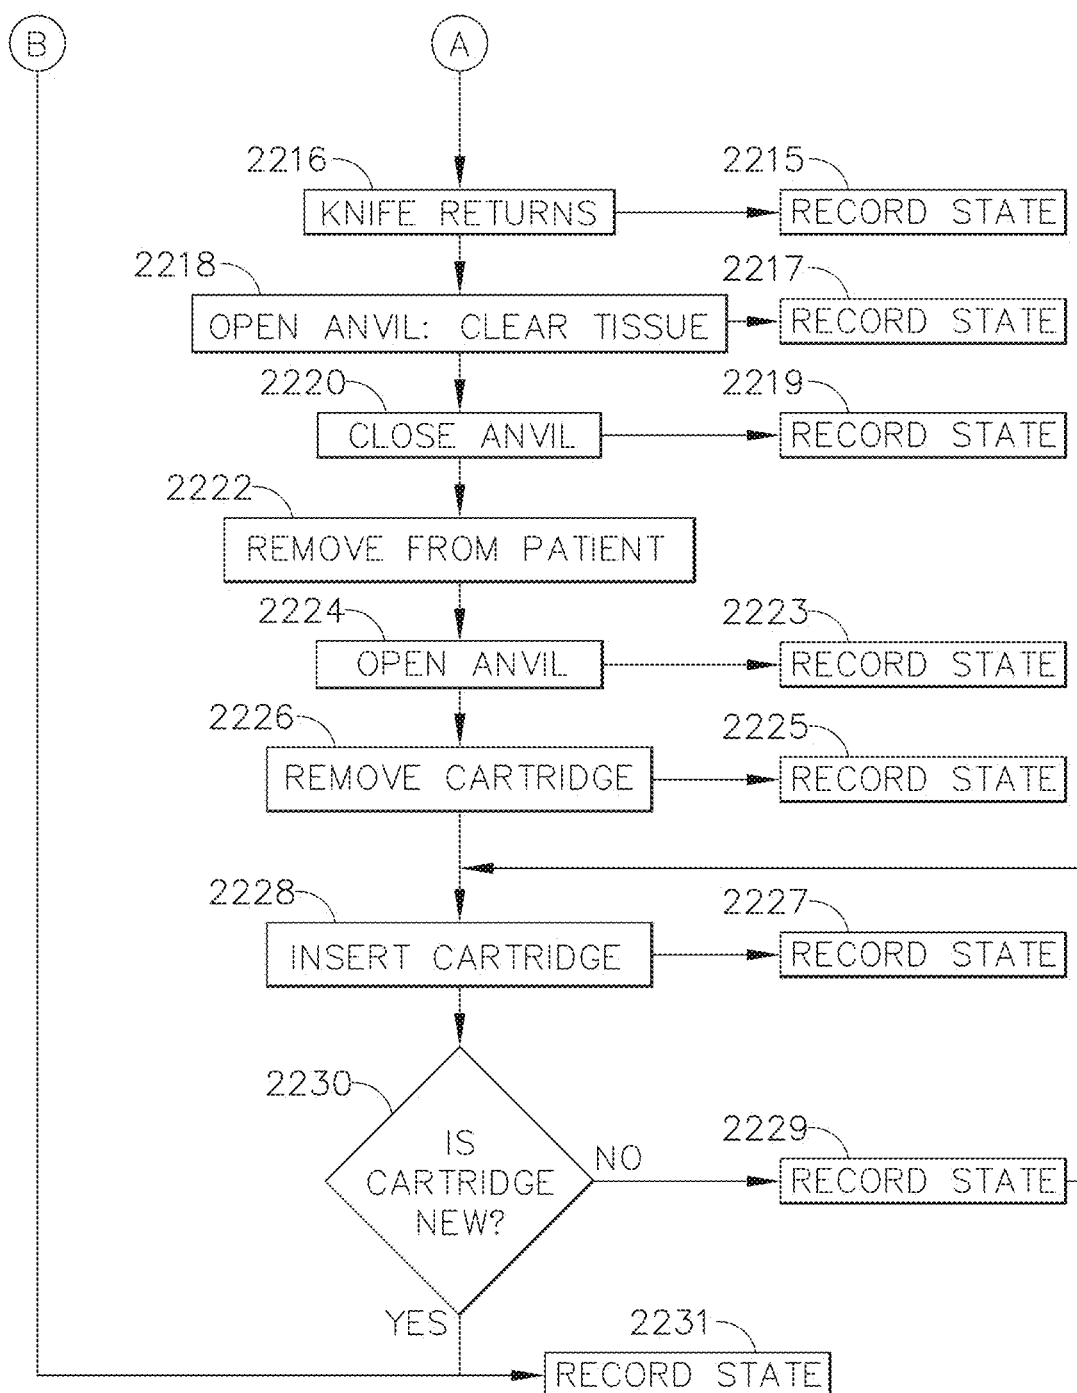 B
A
2216
2215
KNIFE RETURNS
RECORD STATE
2218
2217
OPEN ANVIL: CLEAR TISSUE
RECORD STATE
2220
2219
CLOSE ANVIL
RECORD STATE
2222
REMOVE FROM PATIENT
2224
2223
OPEN ANVIL
RECORD STATE
2226
2225
REMOVE CARTRIDGE
RECORD STATE
2228
2227
INSERT CARTRIDGE
RECORD STATE
2230
IS
CARTRIDGE
NEW?
NO
2229
RECORD STATE
YES
2231
RECORD STATE